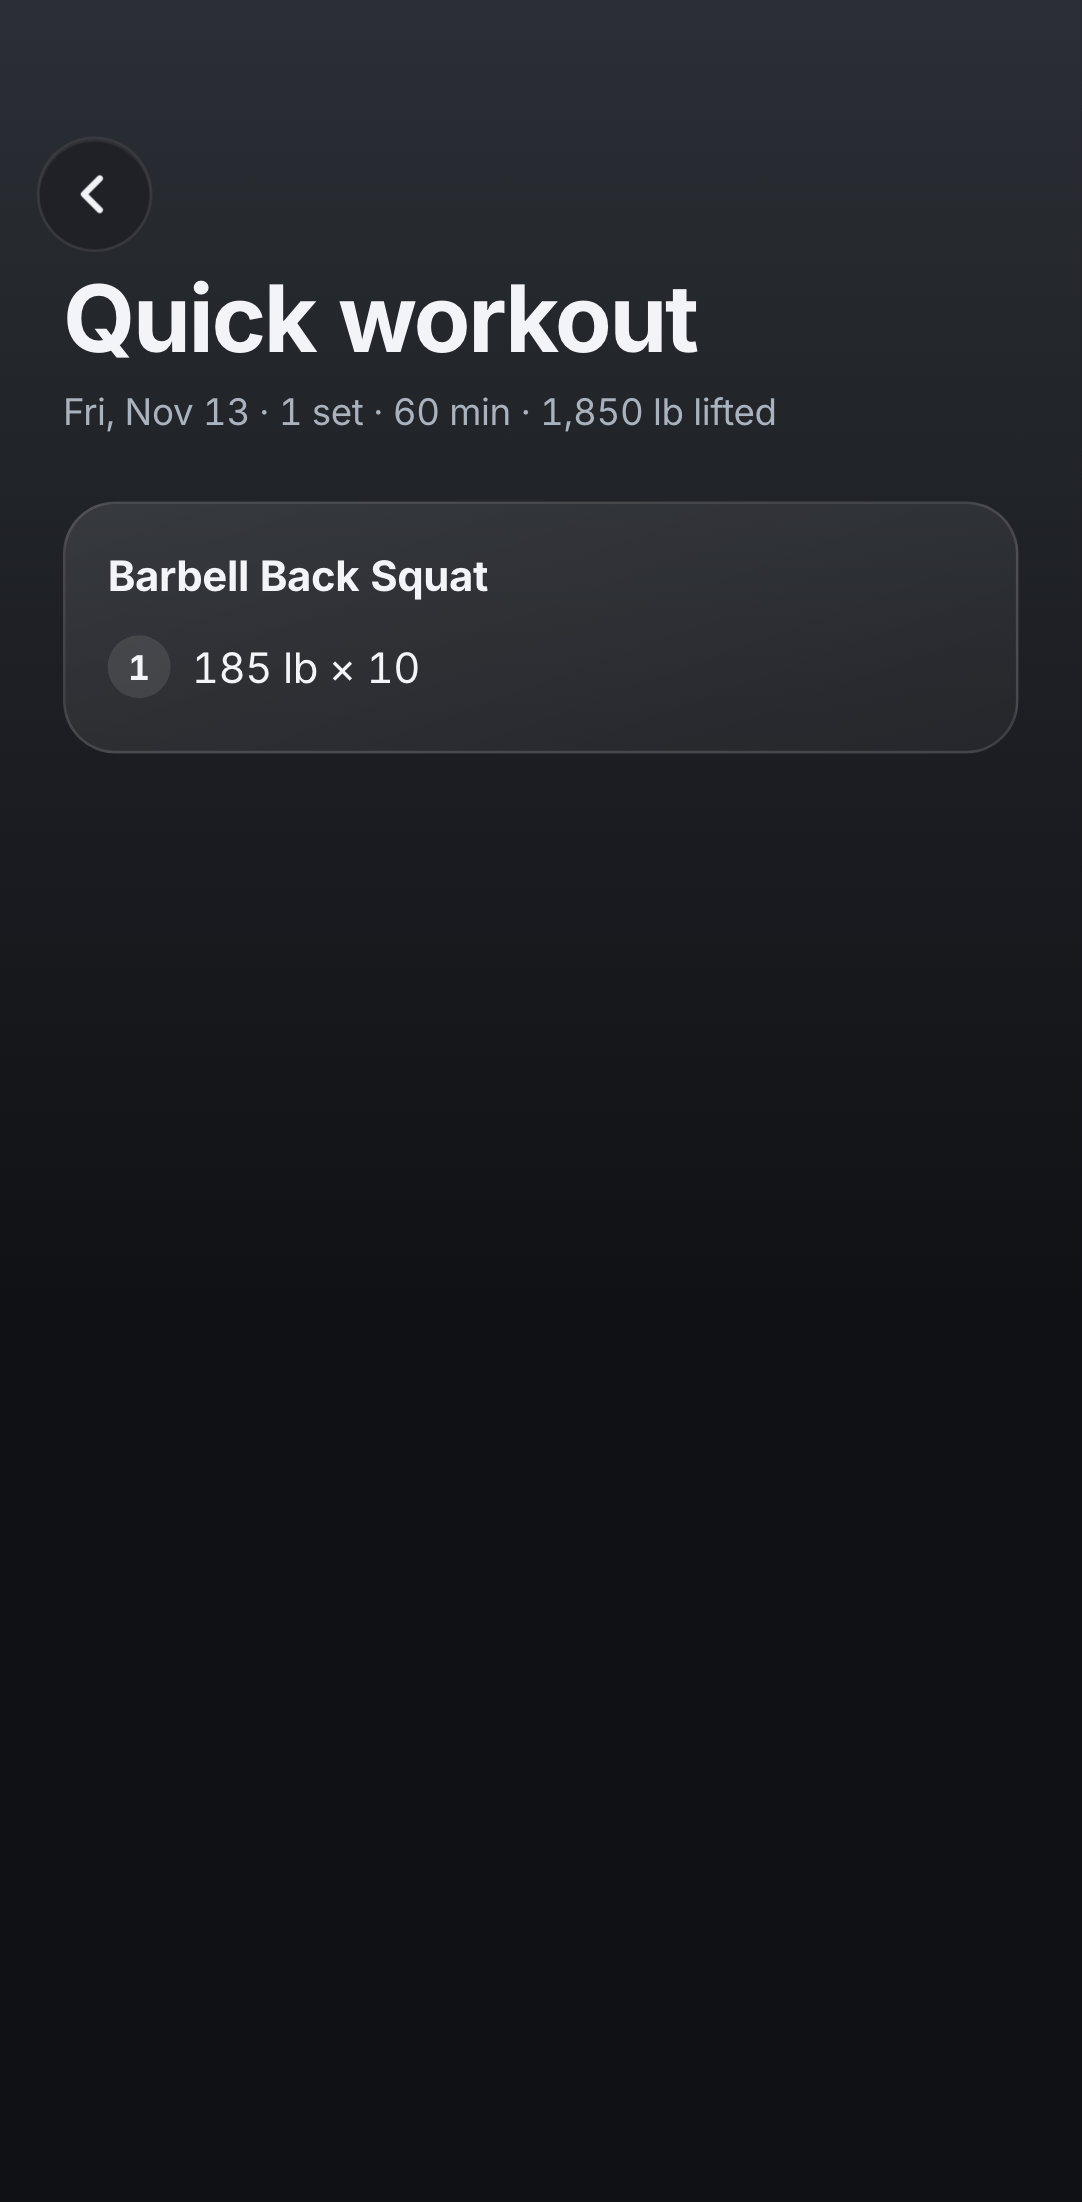 Quick workout
Fri, Nov 13 · 1 set · 60 min · 1,850 lb lifted
Barbell Back Squat
1 185 lb × 10